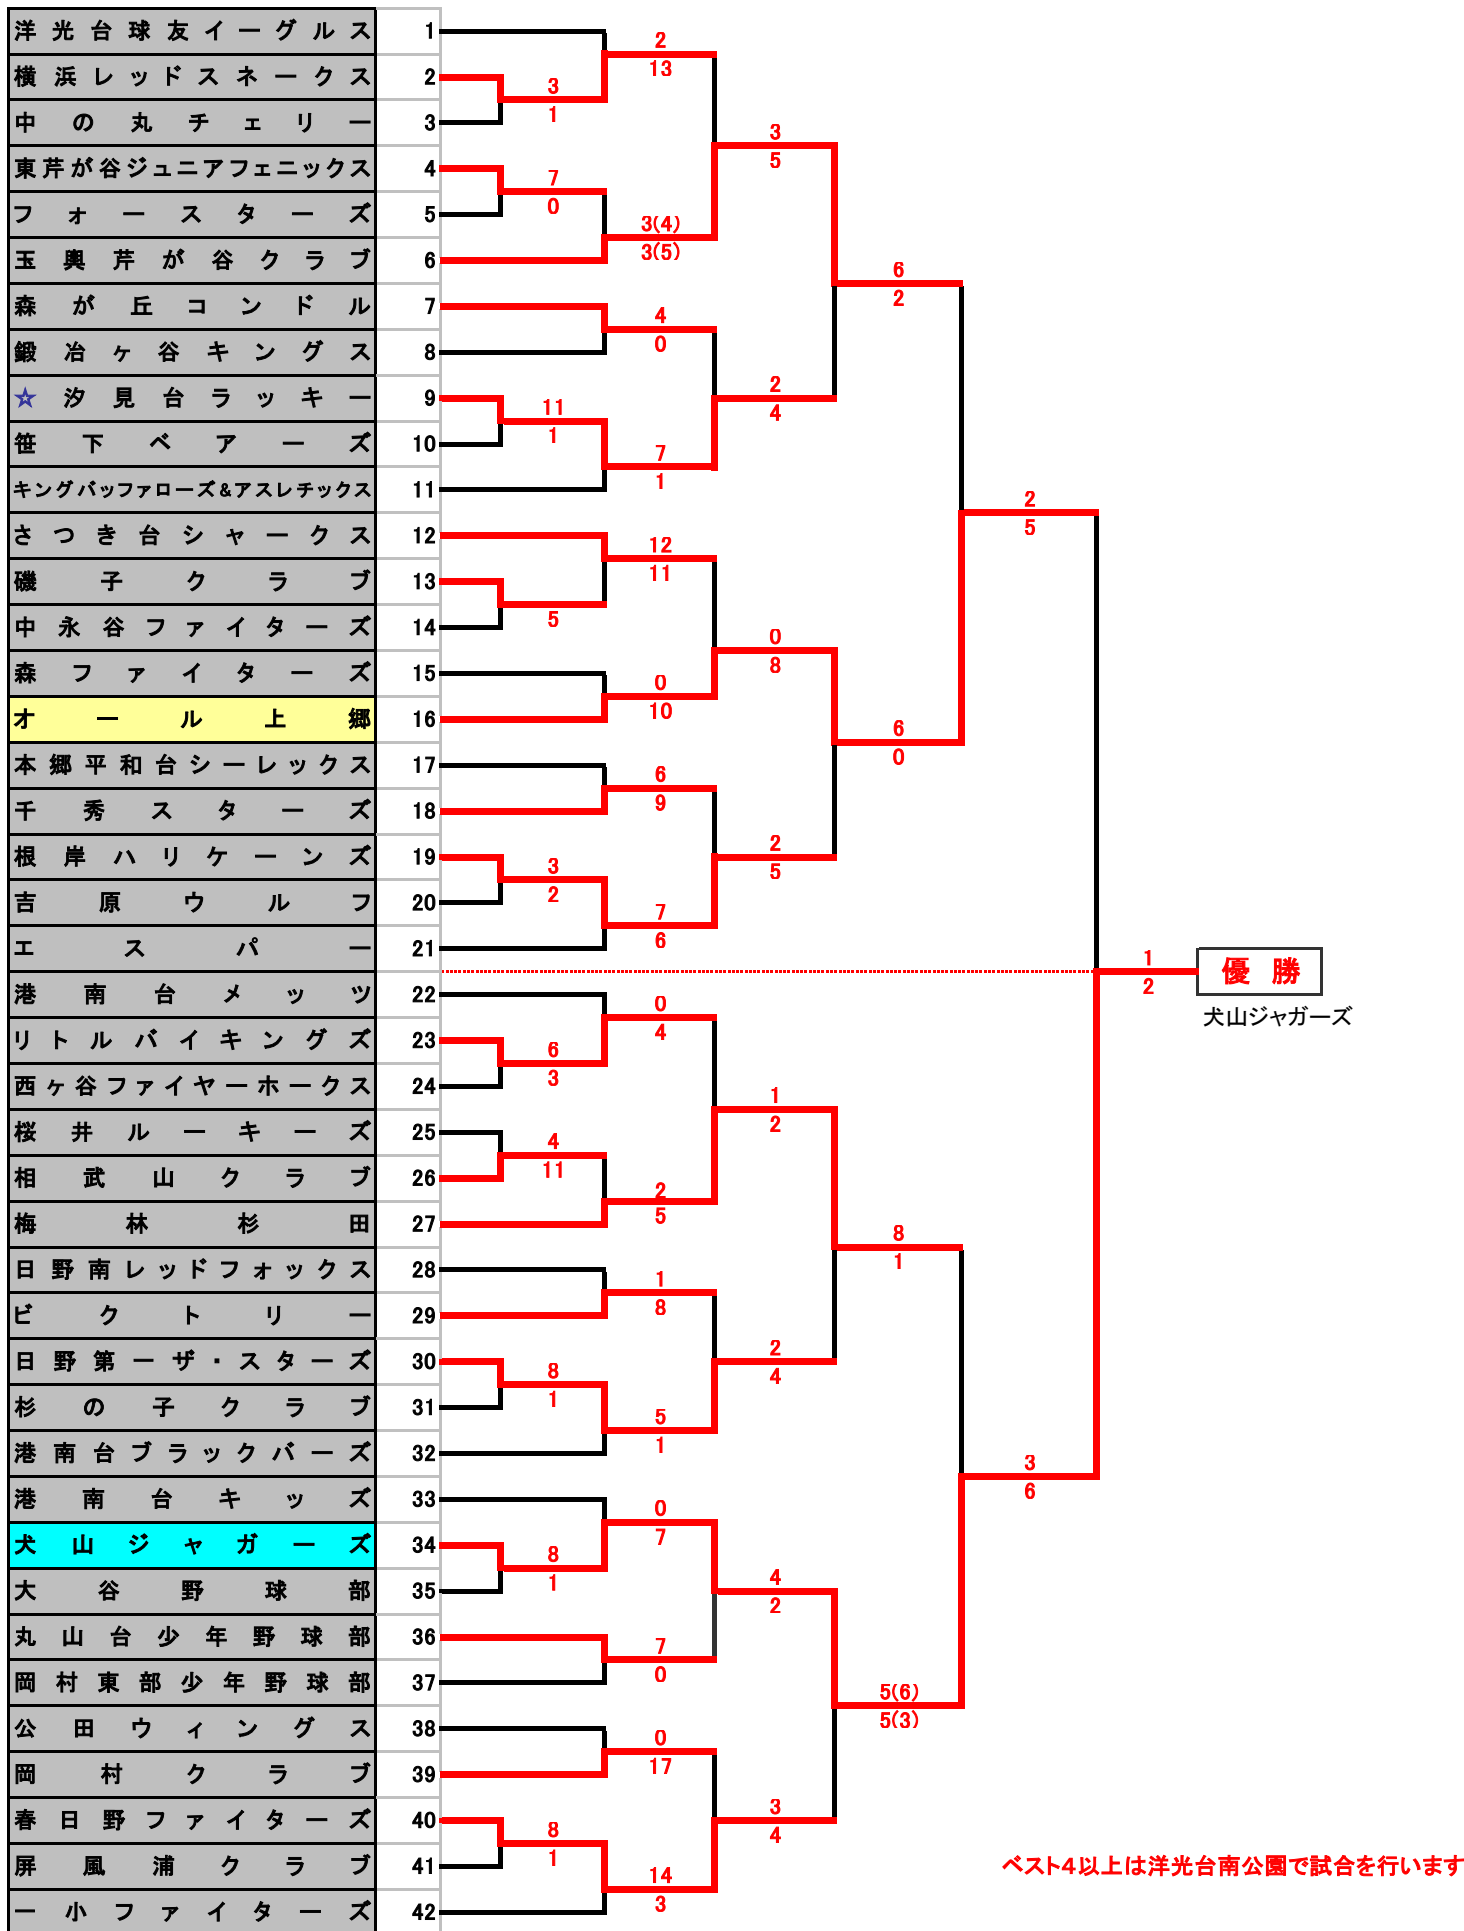 洋光台球友イーグルス 1
2
13
横浜レッドスネークス 2
3
1
中の丸チェリー 3
3
5
東芹が谷ジュニアフェニックス 4
7
0
フォースターズ 5
3(4)
3(5)
玉輿芹が谷クラブ 6
6
2
森が丘コンドル 7
4
0
鍛冶ヶ谷キングス 8
2
4
☆汐見台ラッキー 9
11
1
笹下ベアーズ 10
7
1
キングバッファローズ&アスレチックス 11
2
5
さつき台シャークス 12
12
11
磯子クラブ 13
5
中永谷ファイターズ 14
0
8
森ファイターズ 15
0
10
オール上郷 16
6
0
本郷平和台シーレックス 17
6
9
千秀スターズ 18
2
5
根岸ハリケーンズ 19
3
2
吉原ウルフ 20
7
6
エスパー 21
1
2
優勝
犬山ジャガーズ
港南台メッツ 22
0
4
リトルバイキングズ 23
6
3
西ヶ谷ファイヤーホークス 24
1
2
桜井ルーキーズ 25
4
11
相武山クラブ 26
2
5
梅林杉田 27
8
1
日野南レッドフォックス 28
1
8
ビクトリー 29
2
4
日野第一ザ・スターズ 30
8
1
杉の子クラブ 31
5
1
港南台ブラックバーズ 32
3
6
港南台キッズ 33
0
7
犬山ジャガーズ 34
8
1
大谷野球部 35
4
2
丸山台少年野球部 36
7
0
岡村東部少年野球部 37
5(6)
5(3)
公田ウィングス 38
0
17
岡村クラブ 39
3
4
春日野ファイターズ 40
8
1
屏風浦クラブ 41
14
3
ベスト4以上は洋光台南公園で試合を行います
一小ファイターズ 42